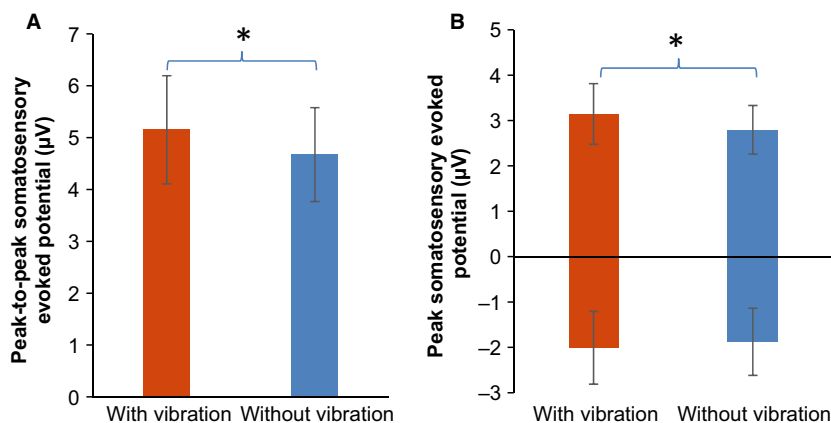 A
Peak-to-peak somatosensory
evoked potential (µV)
7
6
5
4
3
2
1
0
*
With vibration
Without vibration
B
Peak somatosensory evoked
potential (µV)
5
4
3
2
1
0
–1
–2
–3
*
With vibration
Without vibration